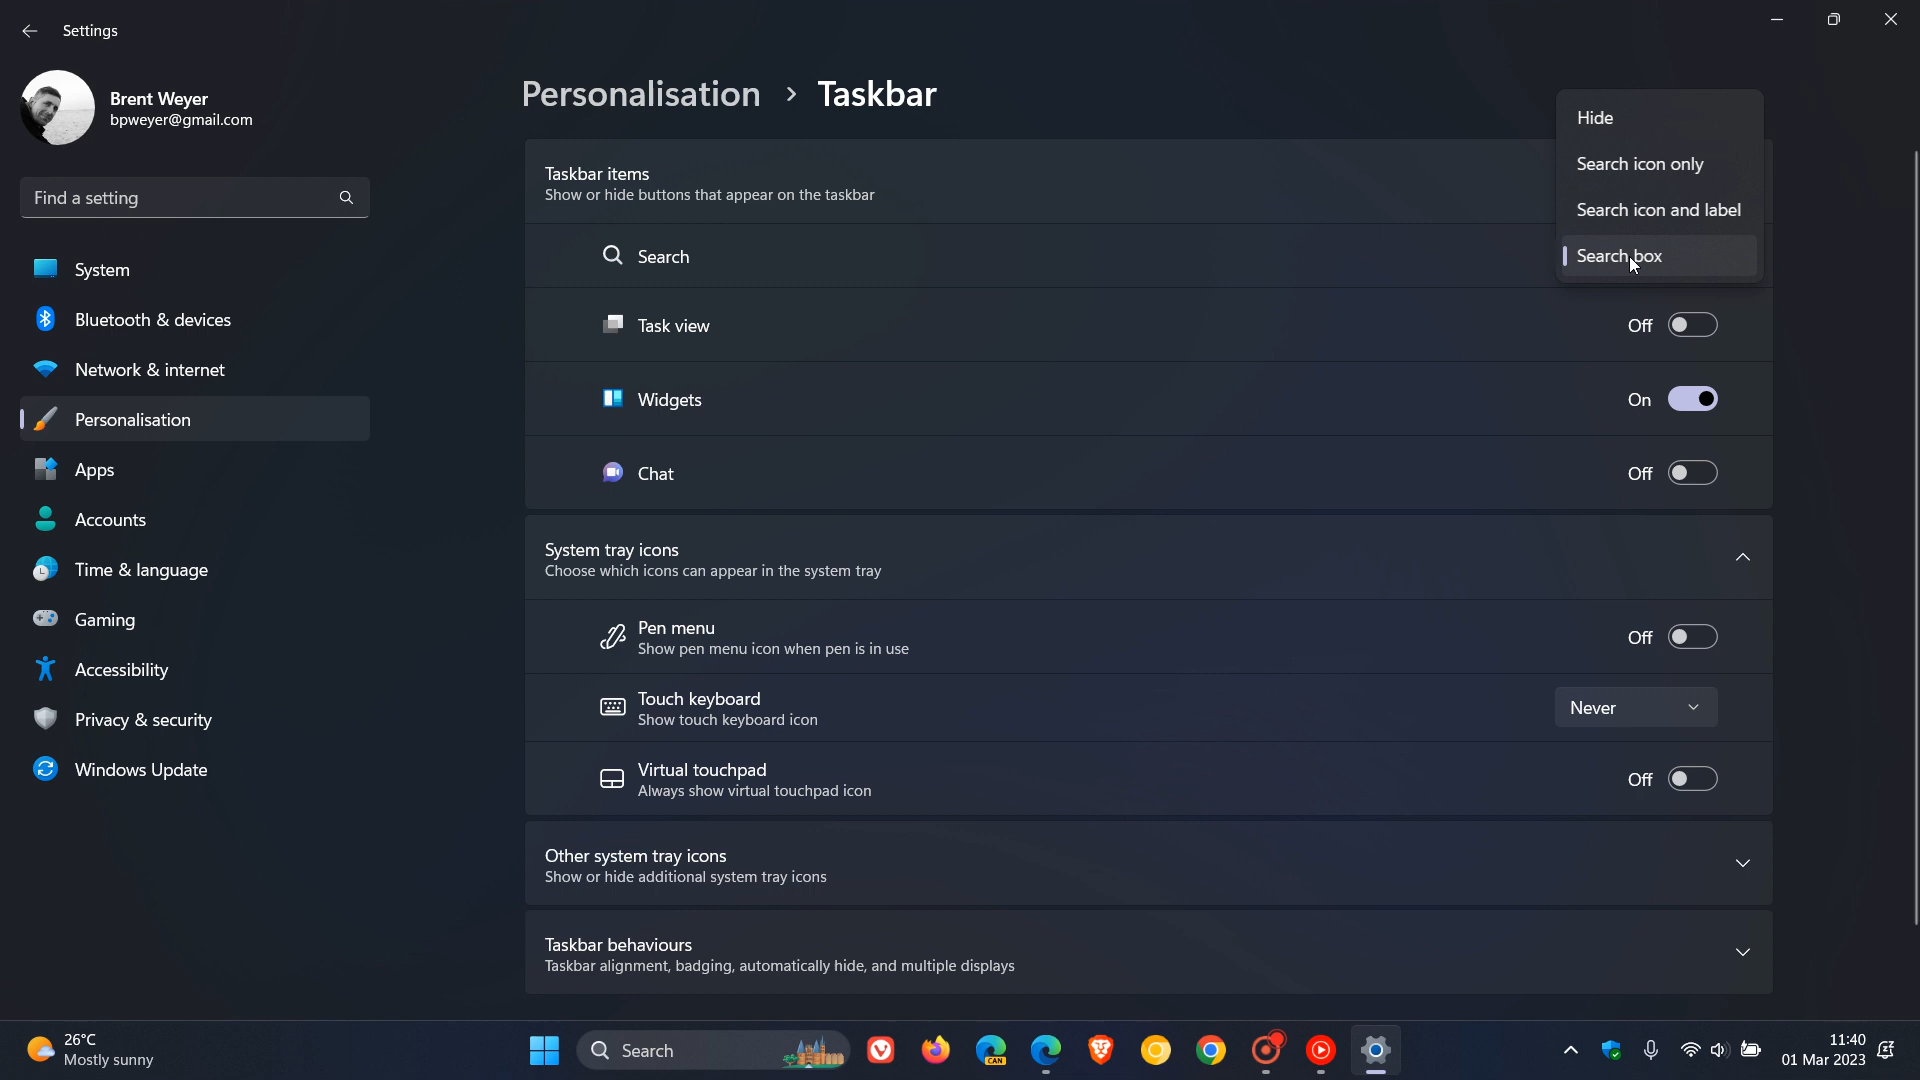 Settings
Brent Weyer
bpweyer@gmail.com
Find a setting
System
Bluetooth & devices
Network & internet
Personalisation
Apps
Accounts
Time & language
Gaming
Accessibility
Privacy & security
Windows Update
Personalisation > Taskbar
Taskbar items
Show or hide buttons that appear on the taskbar
Search
Hide
Search icon only
Search icon and label
Search box
Task view
Off
Widgets
On
Chat
Off
System tray icons
Choose which icons can appear in the system tray
Pen menu
Show pen menu icon when pen is in use
Off
Touch keyboard
Show touch keyboard icon
Never
Virtual touchpad
Always show virtual touchpad icon
Off
Other system tray icons
Show or hide additional system tray icons
Taskbar behaviours
Taskbar alignment, badging, automatically hide, and multiple displays
26°C
Mostly sunny
Search
CAN
11:40
01 Mar 2023